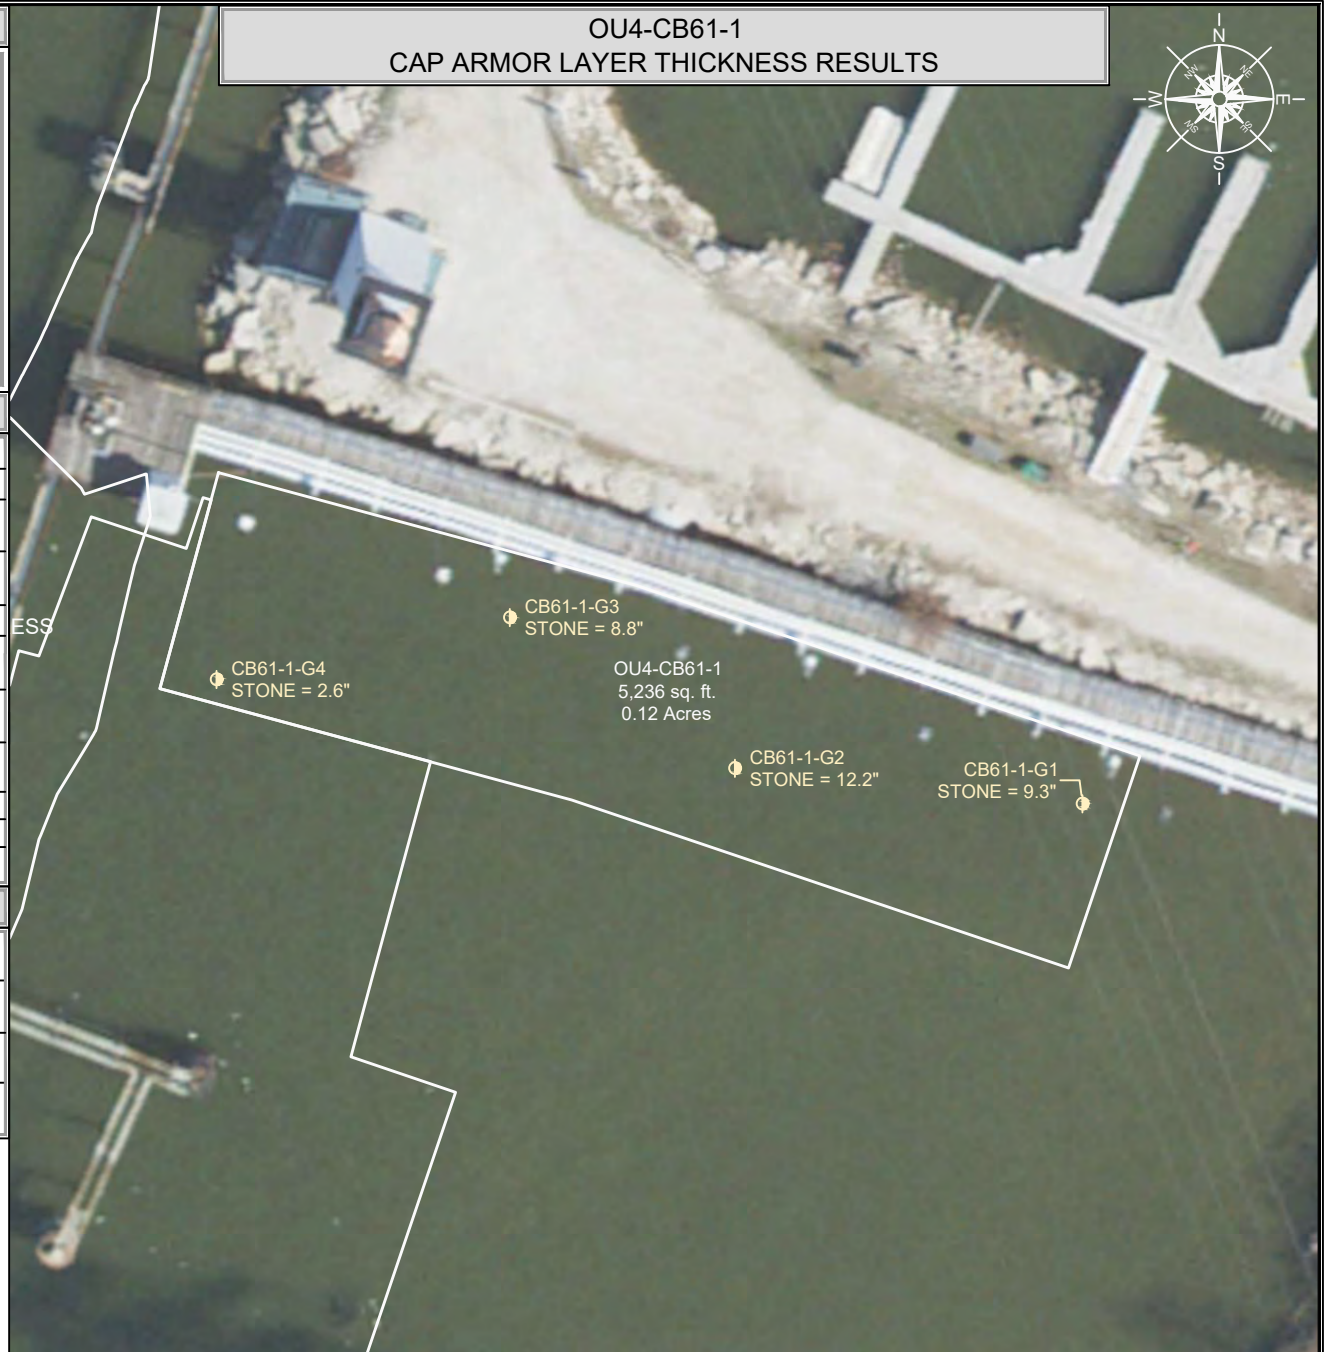 OU4-CB61-1
CAP ARMOR LAYER THICKNESS RESULTS
N
NW
NE
W
E
SW
SE
S
CB61-1-G3
STONE = 8.8"
ESS
CB61-1-G4
STONE = 2.6"
OU4-CB61-1
5,236 sq. ft.
0.12 Acres
CB61-1-G2
STONE = 12.2"
CB61-1-G1
STONE = 9.3"